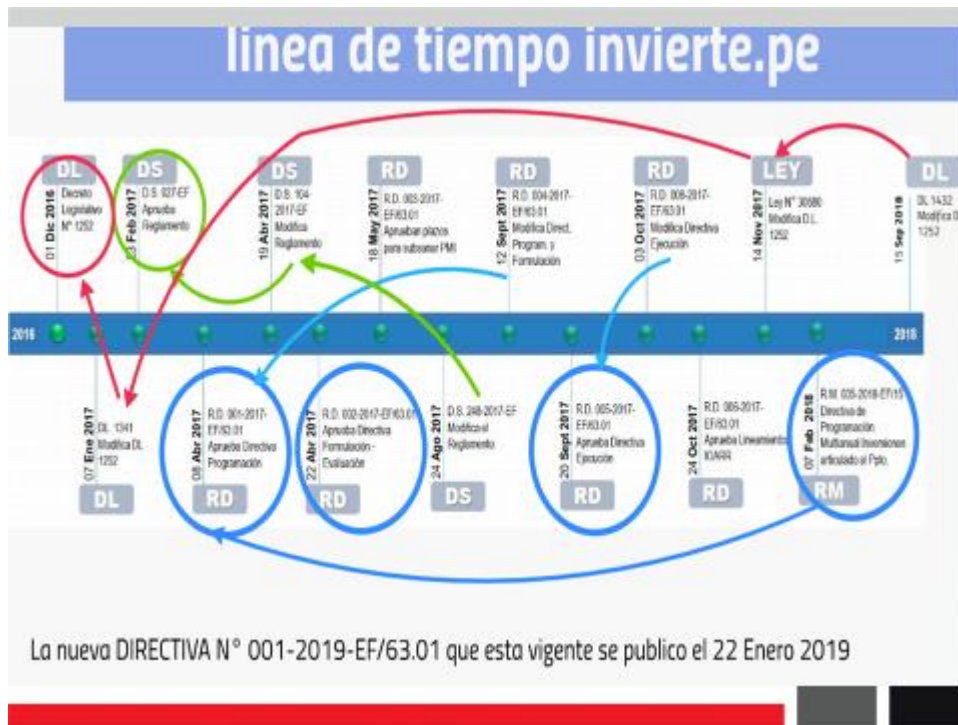 linea de tiempo invierte.pe
DL
01 Dic 2016
Decreto
Legislativo
N° 1252
DS
23 Feb 2017
D.S. 027-EF
Aprueba
Reglamento
DS
19 Abr 2017
D.S. 104-
2017-EF
Modifica
Reglamento
RD
18 May 2017
R.D. 003-2017-
EF/63.01
Aprueban plazos
para subsanar PMI
RD
12 Sept 2017
R.D. 004-2017-
EF/63.01
Modifica Direct.
Program. y
Formulación
RD
03 Oct 2017
EF/63.01
Modifica Directiva
Ejecución
LEY
14 Nov 2017
Ley N° 30680
Modifica D.L.
1252
DL
15 Sep 2018
DL 1432
Modifica D
1252
2016
2018
07 Ene 2017
DL 1341
Modifica DL
1252
DL
08 Abr 2017
R.D. 001-2017-
EF/63.01
Aprueba Directiva
Programación
RD
22 Abr 2017
R.D. 002-2017-EF/63.01
Aprueba Directiva
Formulación -
Evaluación
RD
24 Ago 2017
D.S. 248-2017-EF
Modifica el
Reglamento
DS
20 Sept 2017
R.D. 005-2017-
EF/63.01
Aprueba Directiva
Ejecución
RD
24 Oct 2017
R.D. 006-2017-
EF/63.01
Aprueba Lineamiento
IOARR
RD
07 Feb. 2018
R.M. 035-2018-EF/15
Directiva de
Programación
Multianual Inversiones
articulado al Ppto.
RM
La nueva DIRECTIVA N° 001-2019-EF/63.01 que esta vigente se publico el 22 Enero 2019